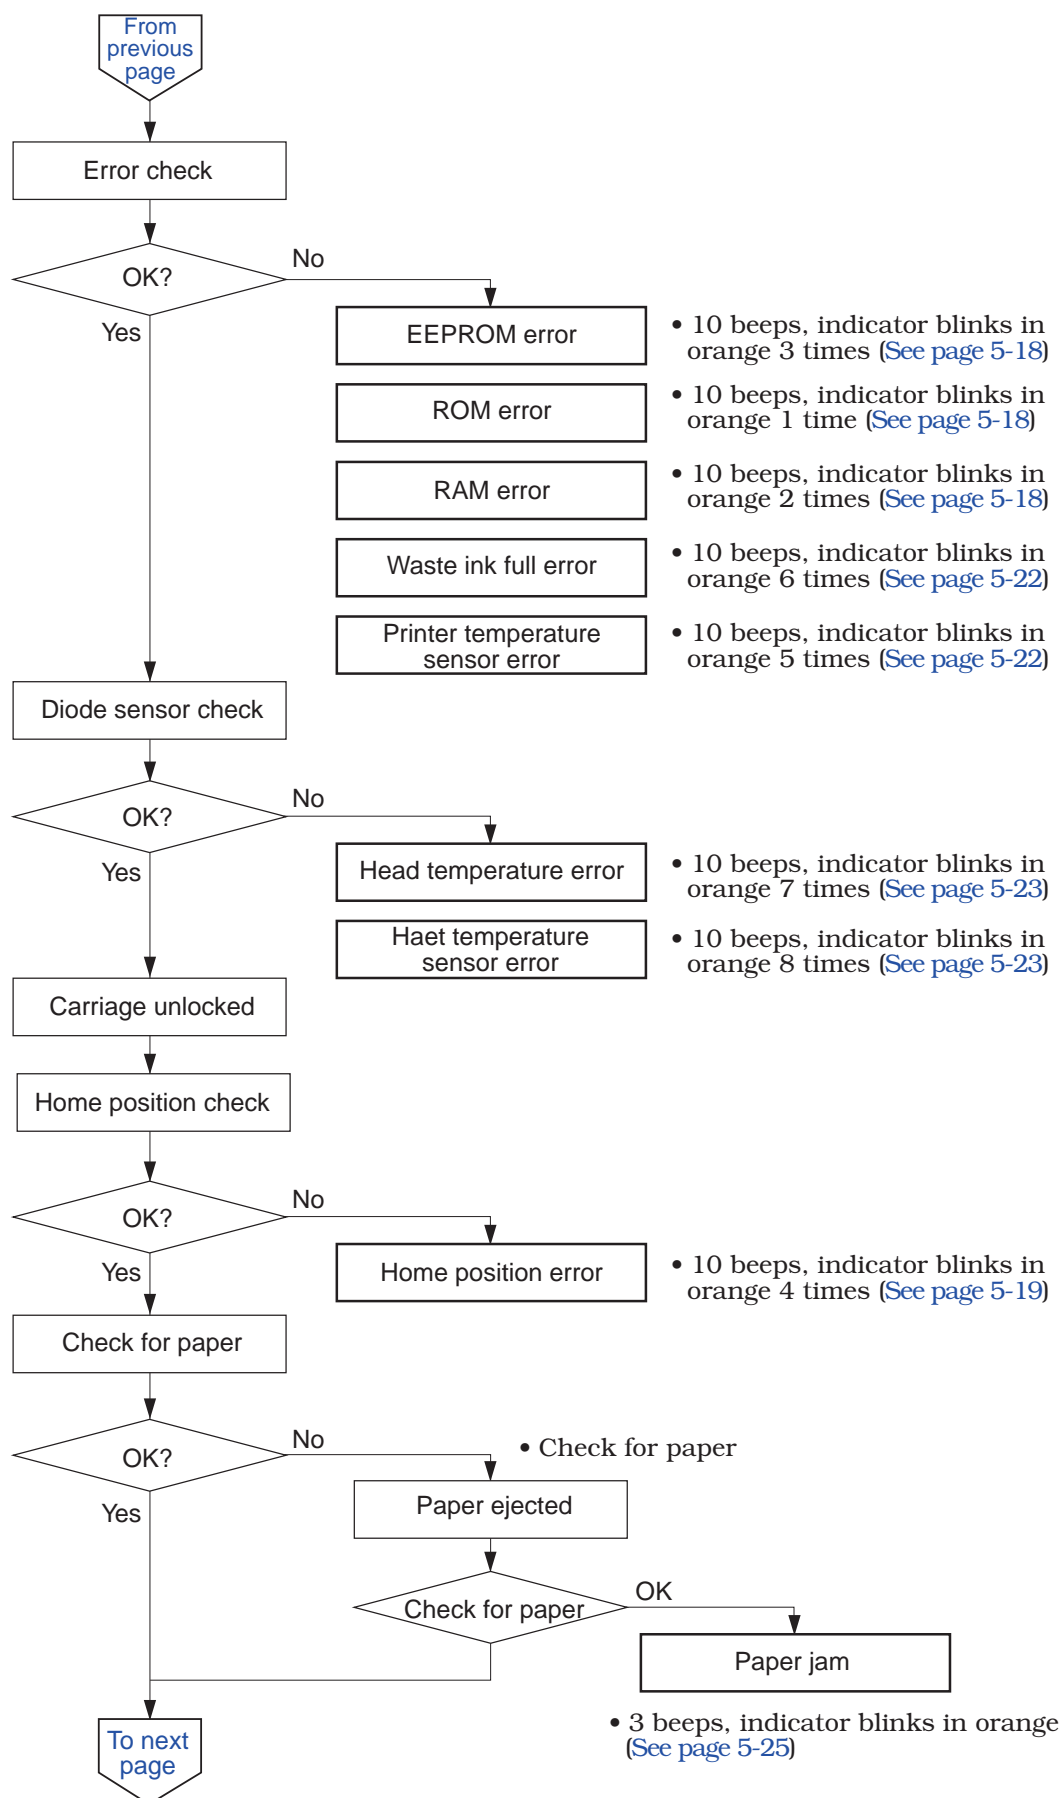 From
previous
page
Error check
OK?
No
Yes
EEPROM error
• 10 beeps, indicator blinks in
orange 3 times (See page 5-18)
ROM error
• 10 beeps, indicator blinks in
orange 1 time (See page 5-18)
RAM error
• 10 beeps, indicator blinks in
orange 2 times (See page 5-18)
Waste ink full error
• 10 beeps, indicator blinks in
orange 6 times (See page 5-22)
Printer temperature
sensor error
• 10 beeps, indicator blinks in
orange 5 times (See page 5-22)
Diode sensor check
OK?
No
Yes
Head temperature error
• 10 beeps, indicator blinks in
orange 7 times (See page 5-23)
Haet temperature
sensor error
• 10 beeps, indicator blinks in
orange 8 times (See page 5-23)
Carriage unlocked
Home position check
OK?
No
Yes
Home position error
• 10 beeps, indicator blinks in
orange 4 times (See page 5-19)
Check for paper
OK?
No
Yes
• Check for paper
Paper ejected
Check for paper
OK
Paper jam
• 3 beeps, indicator blinks in orange
(See page 5-25)
To next
page